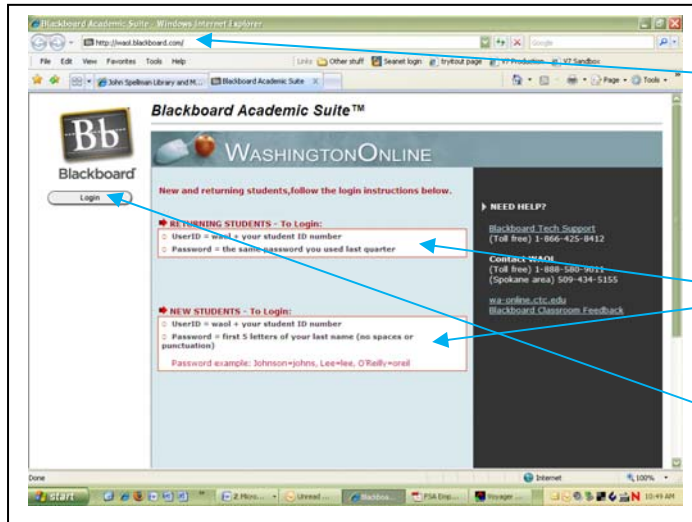 Blackboard Academic Suite - Windows Internet Explorer
http://waol.blackboard.com/
Google
File Edit View Favorites Tools Help
Links Other stuff Seanet login tryitout page V7 Production V7 Sandbox
John Spellman Library and M... Blackboard Academic Suite
Page Tools
Bb
Blackboard
Login
Blackboard Academic Suite™
WASHINGTONONLINE
New and returning students,follow the login instructions below.
RETURNING STUDENTS - To Login:
UserID = waol + your student ID number
Password = the same password you used last quarter
NEW STUDENTS - To Login:
UserID = waol + your student ID number
Password = first 5 letters of your last name (no spaces or
punctuation)
Password example: Johnson=johns, Lee=lee, O'Reilly=oreil
NEED HELP?
Blackboard Tech Support
(Toll free) 1-866-425-8412
Contact WAOL
(Toll free) 1-888-580-9011
(Spokane area) 509-434-5155
wa-online.ctc.edu
Blackboard Classroom Feedback
Done
Internet
100%
start
2 Micros...
Unread ...
Blackboa...
Voyager ...
10:49 AM